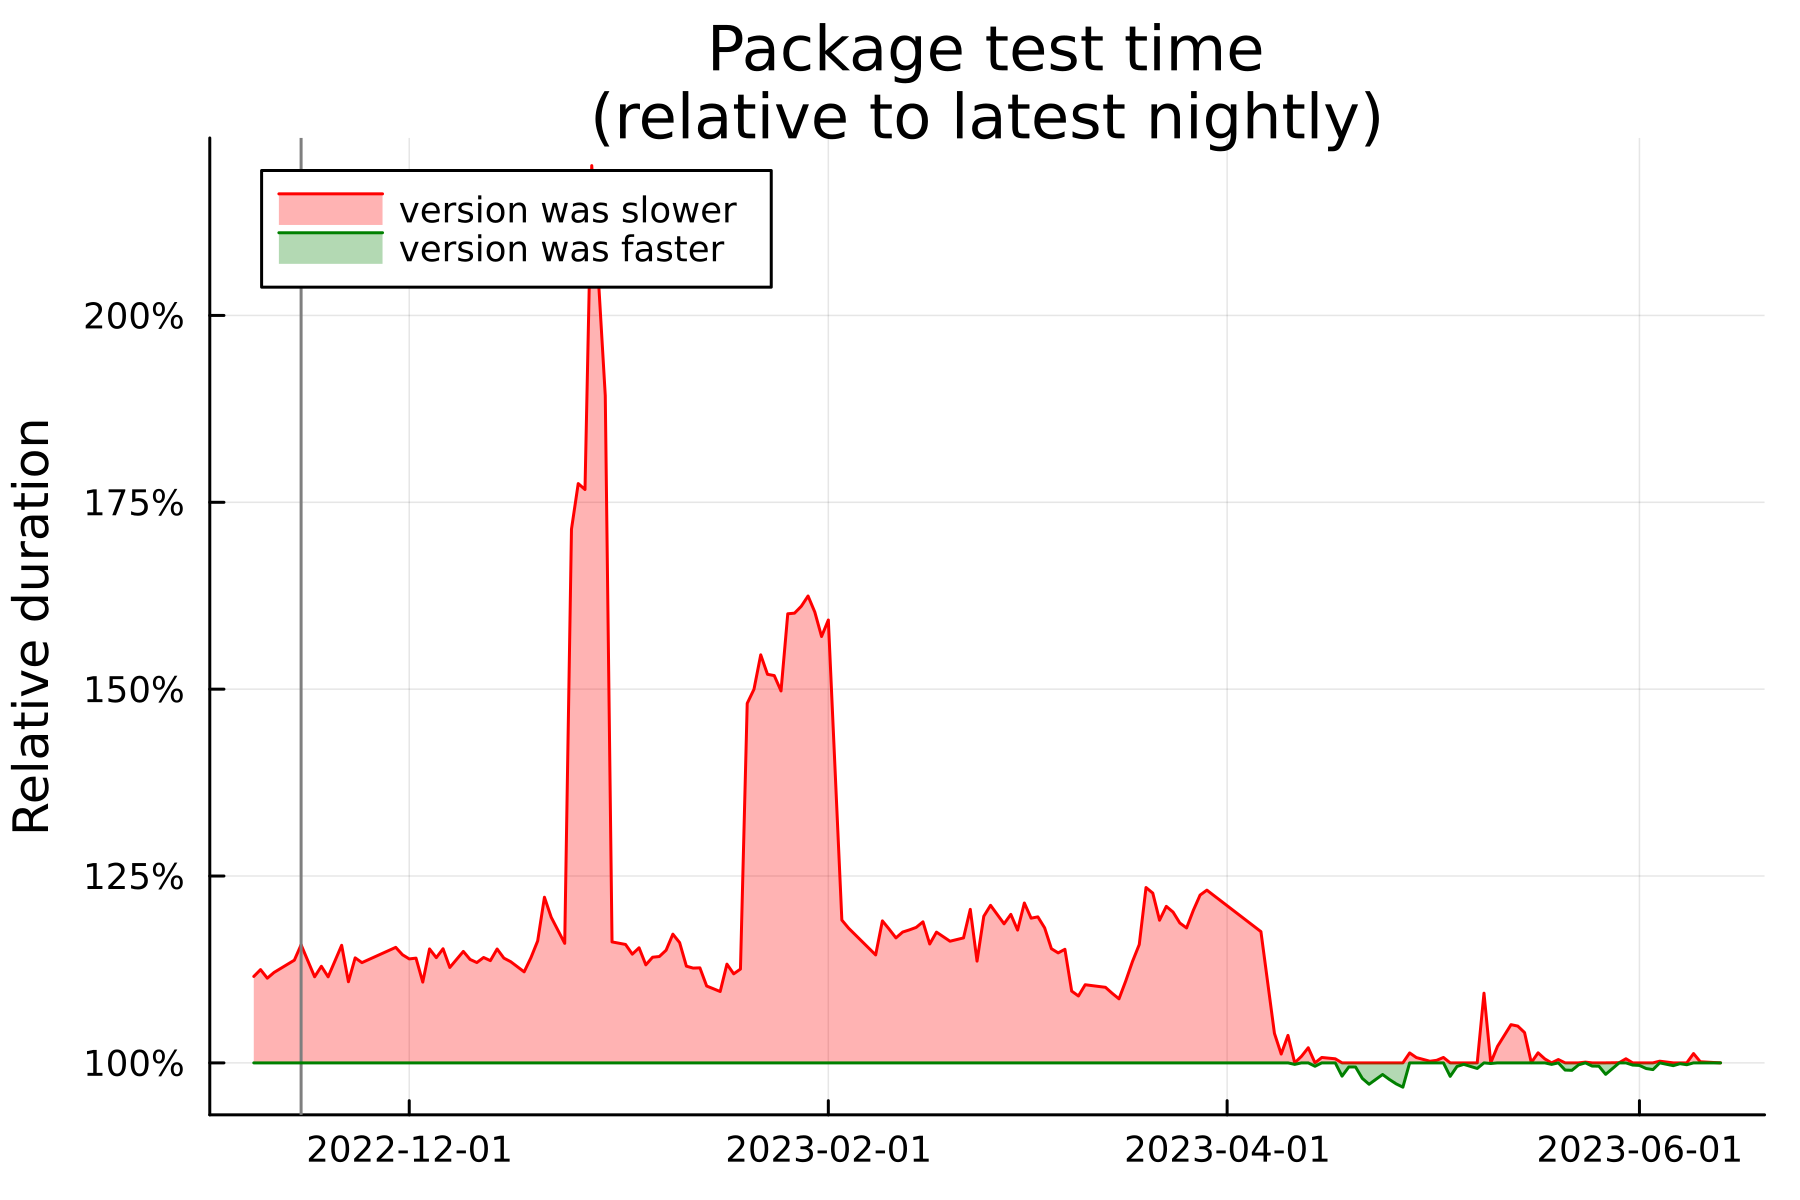 Package test time
(relative to latest nightly)
version was slower
version was faster
Relative duration
200%
175%
150%
125%
100%
2022-12-01
2023-02-01
2023-04-01
2023-06-01